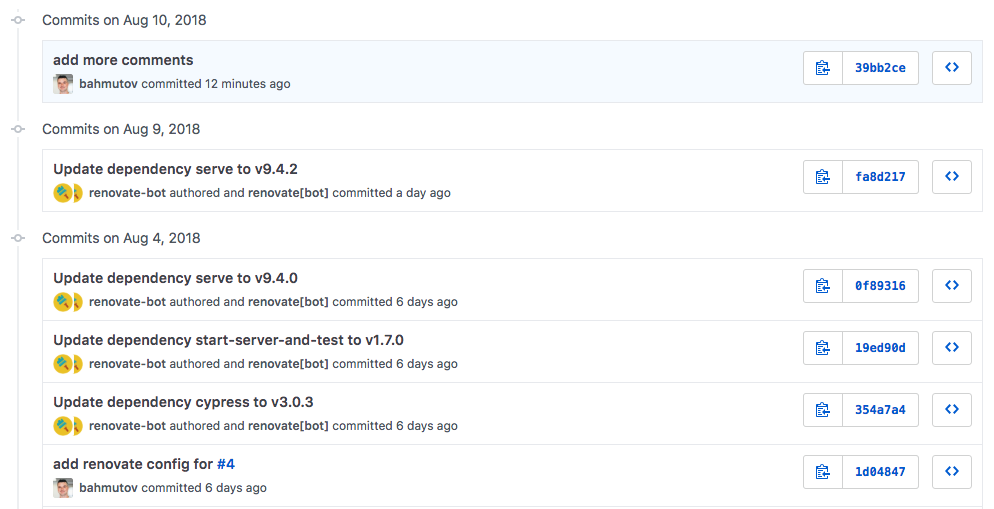 Commits on Aug 10, 2018
add more comments
bahmutov committed 12 minutes ago
39bb2ce
Commits on Aug 9, 2018
Update dependency serve to v9.4.2
renovate-bot authored and renovate[bot] committed a day ago
fa8d217
Commits on Aug 4, 2018
Update dependency serve to v9.4.0
renovate-bot authored and renovate[bot] committed 6 days ago
0f89316
Update dependency start-server-and-test to v1.7.0
renovate-bot authored and renovate[bot] committed 6 days ago
19ed90d
Update dependency cypress to v3.0.3
renovate-bot authored and renovate[bot] committed 6 days ago
354a7a4
add renovate config for #4
bahmutov committed 6 days ago
1d04847